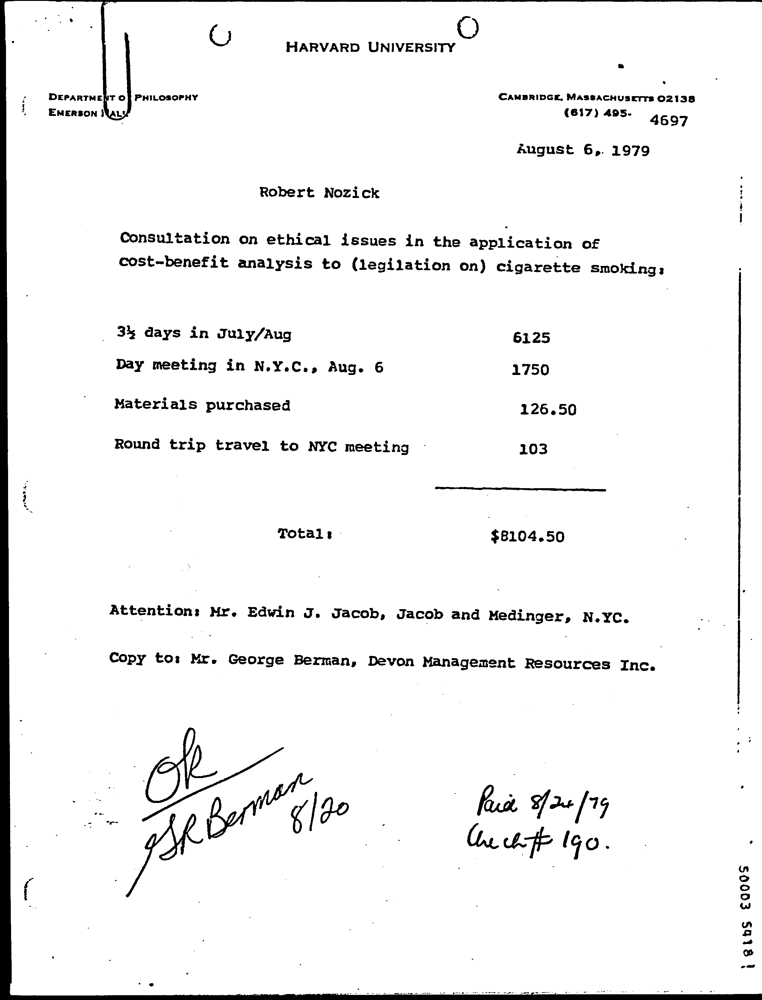 HARVARD UNIVERSITY
DEPARTMENT OF PHILOSOPHY
EMERSON HALL
CAMBRIDGE, MASSACHUSETTS 02138
(617) 495- 4697
August 6, 1979
Robert Nozick
Consultation on ethical issues in the application of
cost-benefit analysis to (legilation on) cigarette smoking:
3½ days in July/Aug 6125
Day meeting in N.Y.C., Aug. 6 1750
Materials purchased 126.50
Round trip travel to NYC meeting 103
Total: $8104.50
Attention: Mr. Edwin J. Jacob, Jacob and Medinger, N.YC.
Copy to: Mr. George Berman, Devon Management Resources Inc.
Ok
GR Berman
8/20
Paid 8/24/79
Check # 190.
50003 5418